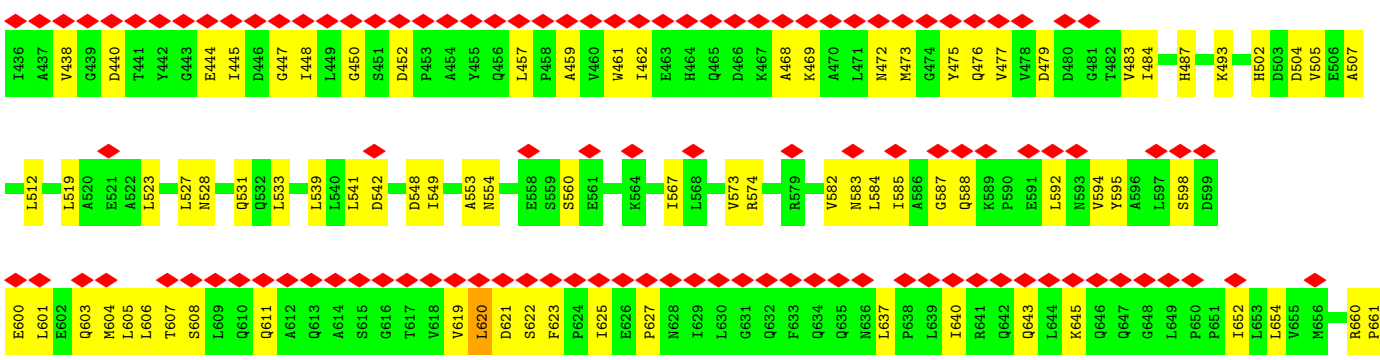 I436 A437 V438 G439 D440 T441 Y442 G443 E444 I445 D446 G447 I448 L449 G450 S451 D452 P453 A454 Y455 Q456 L457 P458 A459 V460 W461 I462 E463 H464 Q465 D466 K467 A468 K469 A470 L471 N472 M473 G474 Y475 Q476 V477 V478 D479 D480 G481 T482 V483 I484 H487 K493 H502 D503 D504 V505 E506 A507
L512 L519 A520 E521 A522 L523 L527 N528 Q531 Q532 L533 L539 L540 L541 D542 D548 I549 A553 N554 E558 S559 S560 E561 K564 I567 L568 V573 R574 R579 V582 N583 L584 I585 A586 G587 Q588 K589 P590 E591 L592 N593 V594 Y595 A596 L597 S598 D599
E600 L601 E602 Q603 M604 L605 L606 T607 S608 L609 Q610 Q611 A612 Q613 A614 S615 G616 T617 V618 V619 L620 D621 S622 F623 P624 I625 E626 P627 N628 I629 L630 G631 Q632 F633 Q634 Q635 N636 L637 P638 L639 I640 R641 Q642 Q643 L644 K645 Q646 Q647 G648 L649 P650 P651 I652 L653 L654 V655 M656 R660 P661